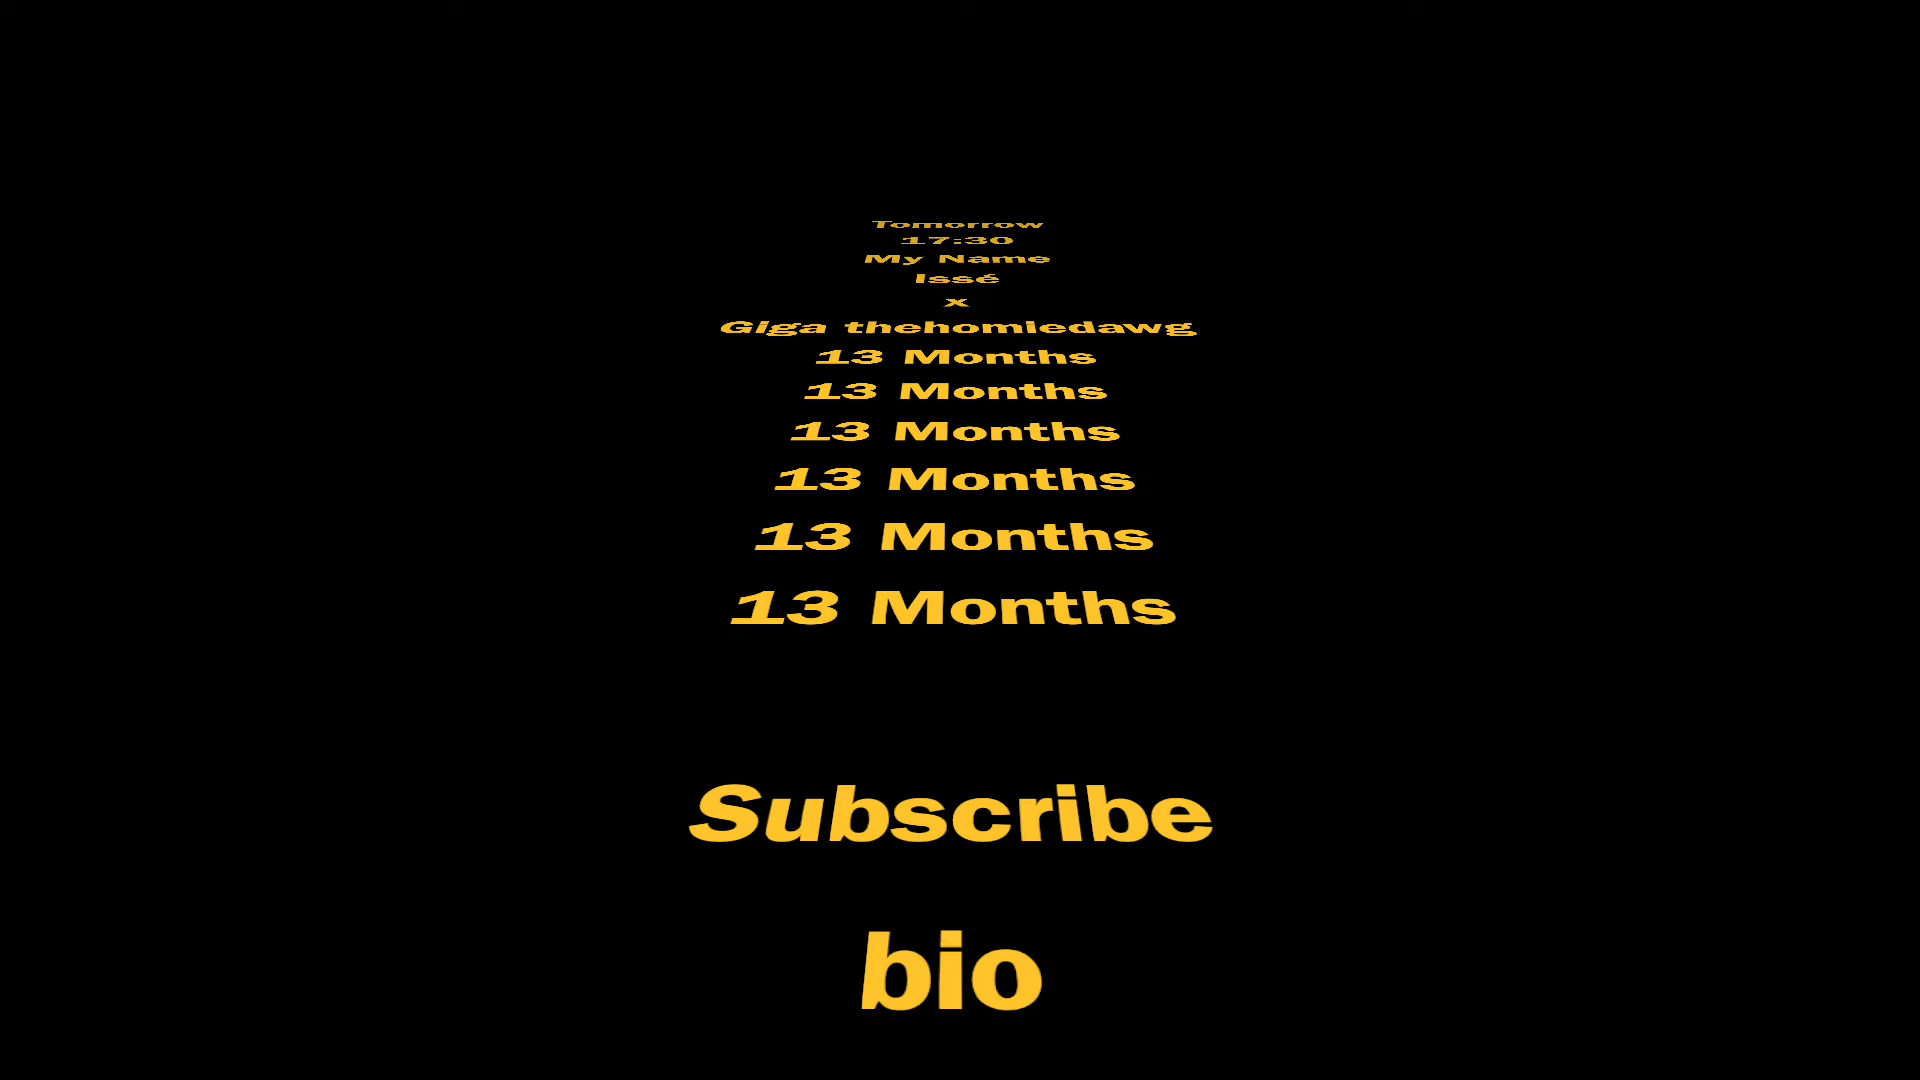 Tomorrow
17:30
My Name
Issé
x
Giga thehomiedawg
13 Months
13 Months
13 Months
13 Months
13 Months
13 Months
Subscribe
bio